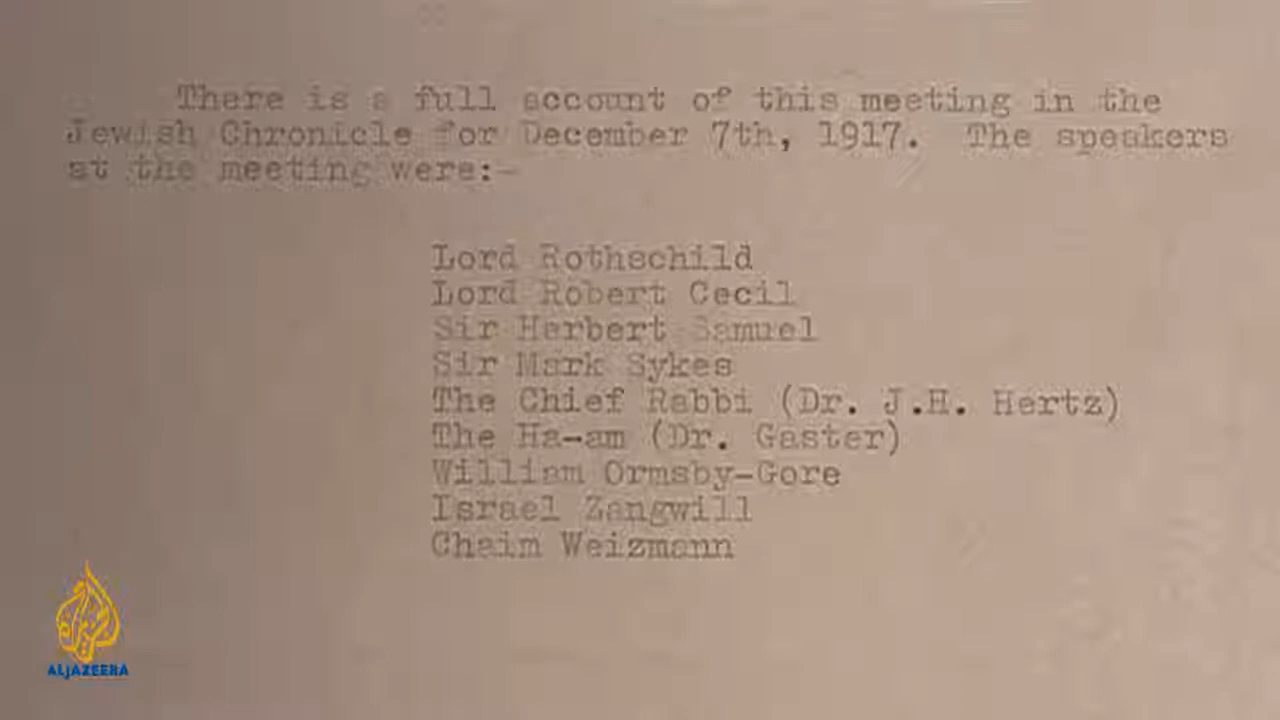 There is a full account of this meeting in the
Jewish Chronicle for December 7th, 1917. The speakers
at the meeting were:-
Lord Rothschild
Lord Robert Cecil
Sir Herbert Samuel
Sir Mark Sykes
The Chief Rabbi (Dr. J.H. Hertz)
The Ha-am (Dr. Gaster)
William Ormsby-Gore
Israel Zangwill
Chaim Weizmann
ALJAZEERA